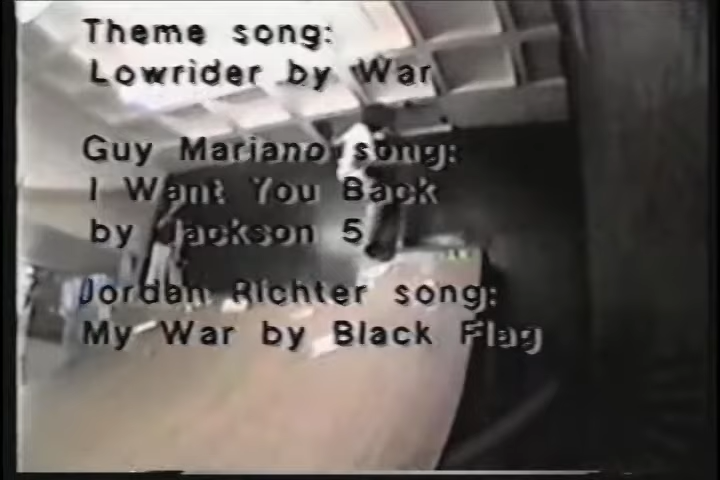 Theme song:
Lowrider by War
Guy Mariano song:
I Want You Back
by Jackson 5
Jordan Richter song:
My War by Black Flag